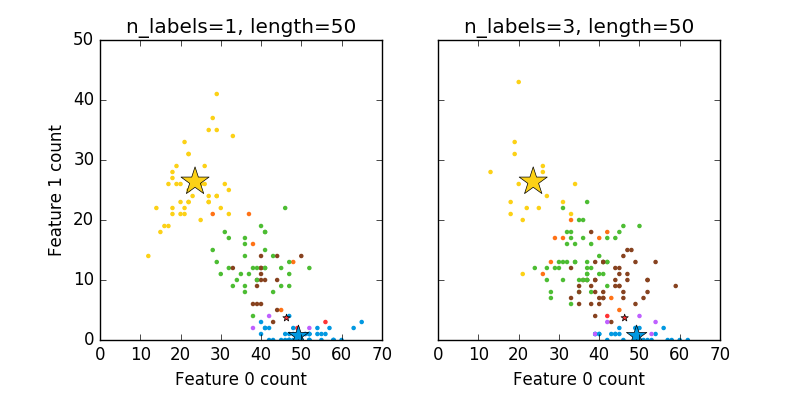 n_labels=1, length=50
n_labels=3, length=50
50
40
30
20
10
0
Feature 1 count
0 10 20 30 40 50 60 70
0 10 20 30 40 50 60 70
Feature 0 count
Feature 0 count